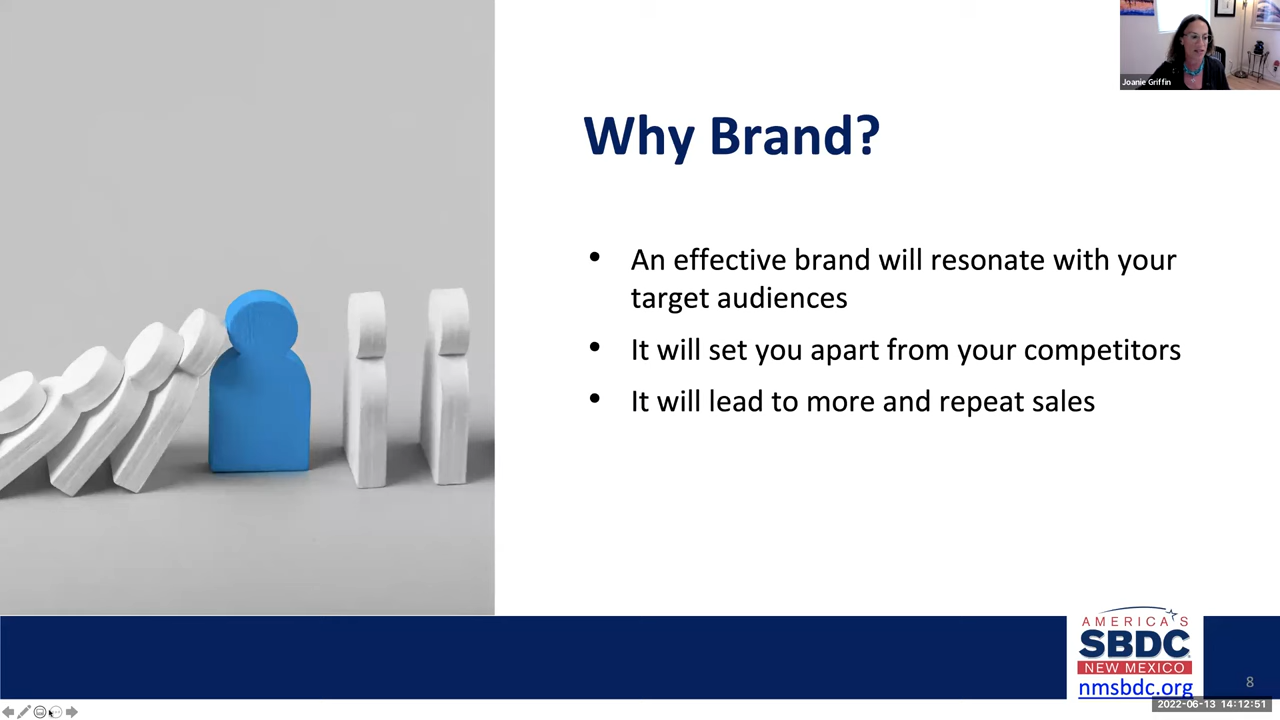 Joanie Griffin
Why Brand?
• An effective brand will resonate with your
target audiences
• It will set you apart from your competitors
• It will lead to more and repeat sales
AMERICA'S
SBDC
NEW MEXICO
nmsbdc.org
8
2022-06-13 14:12:51